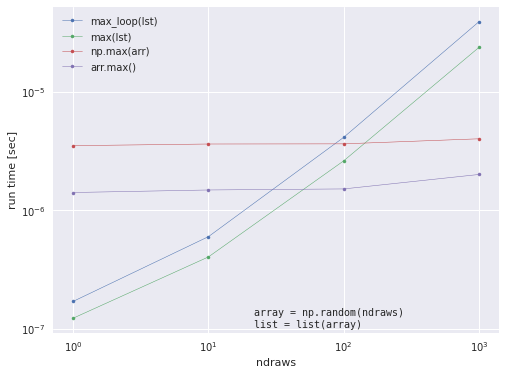 max_loop(lst)
max(lst)
np.max(arr)
arr.max()
10⁻⁵
10⁻⁶
10⁻⁷
run time [sec]
array = np.random(ndraws)
list = list(array)
10⁰ 10¹ 10² 10³
ndraws